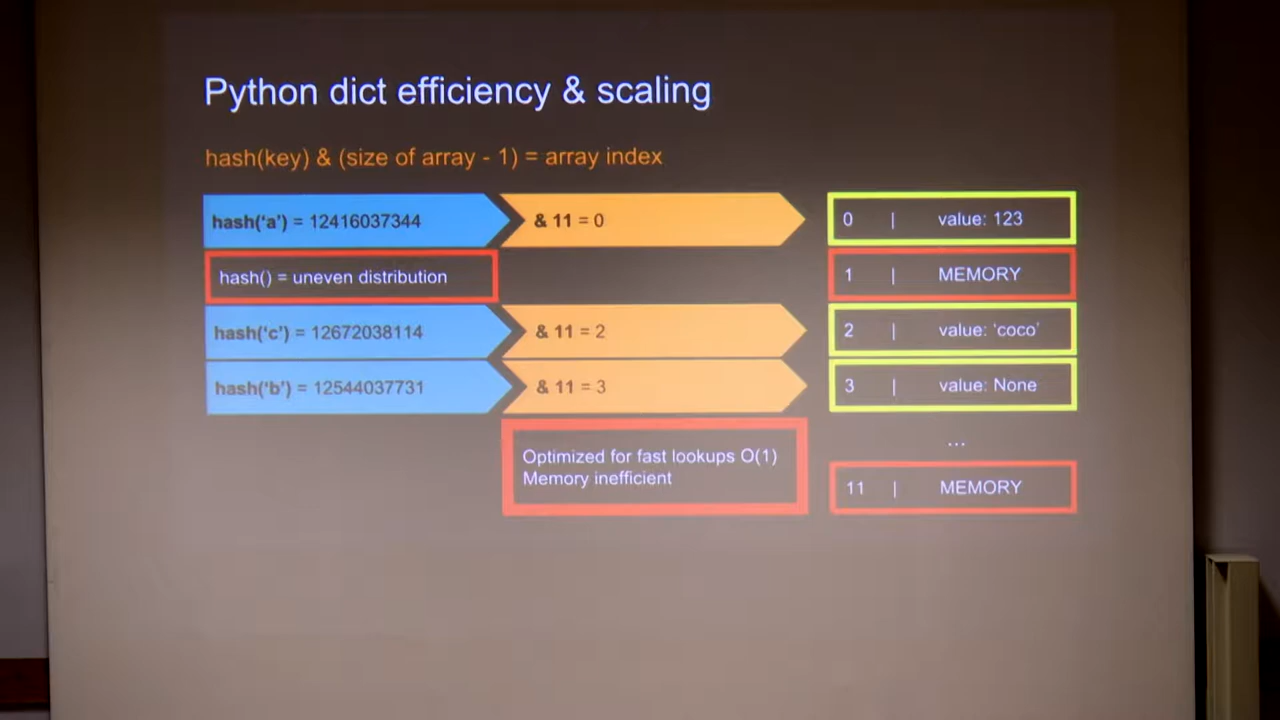 Python dict efficiency & scaling
hash(key) & (size of array - 1) = array index
hash(‘a’) = 12416037344
& 11 = 0
0 | value: 123
hash() = uneven distribution
1 | MEMORY
hash(‘c’) = 12672038114
& 11 = 2
2 | value: ‘coco’
hash(‘b’) = 12544037731
& 11 = 3
3 | value: None
...
Optimized for fast lookups O(1)
Memory inefficient
11 | MEMORY